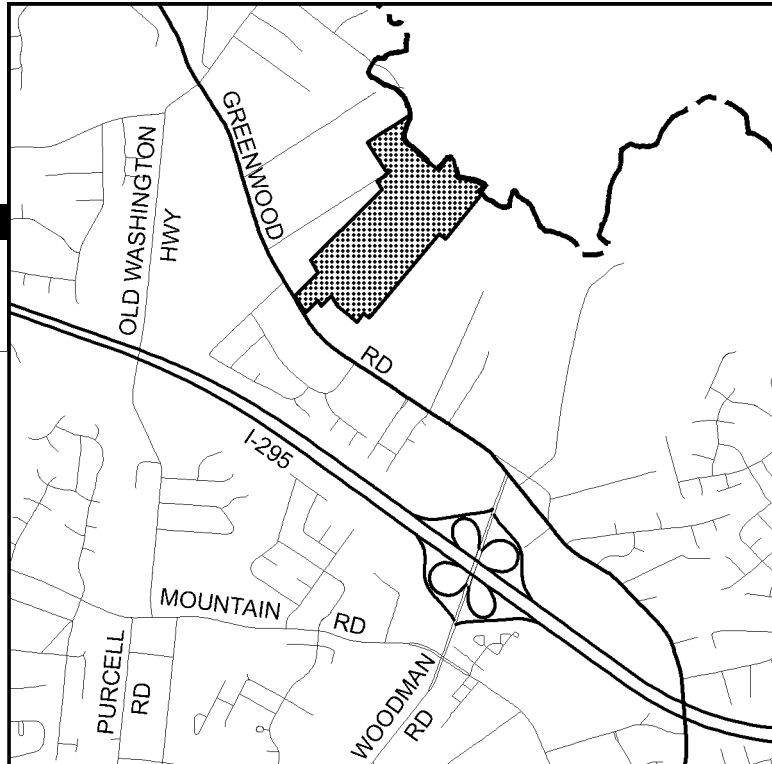 GREENWOOD
RD
OLD WASHINGTON
HWY
I-295
MOUNTAIN
RD
PURCELL
RD
WOODMAN
RD